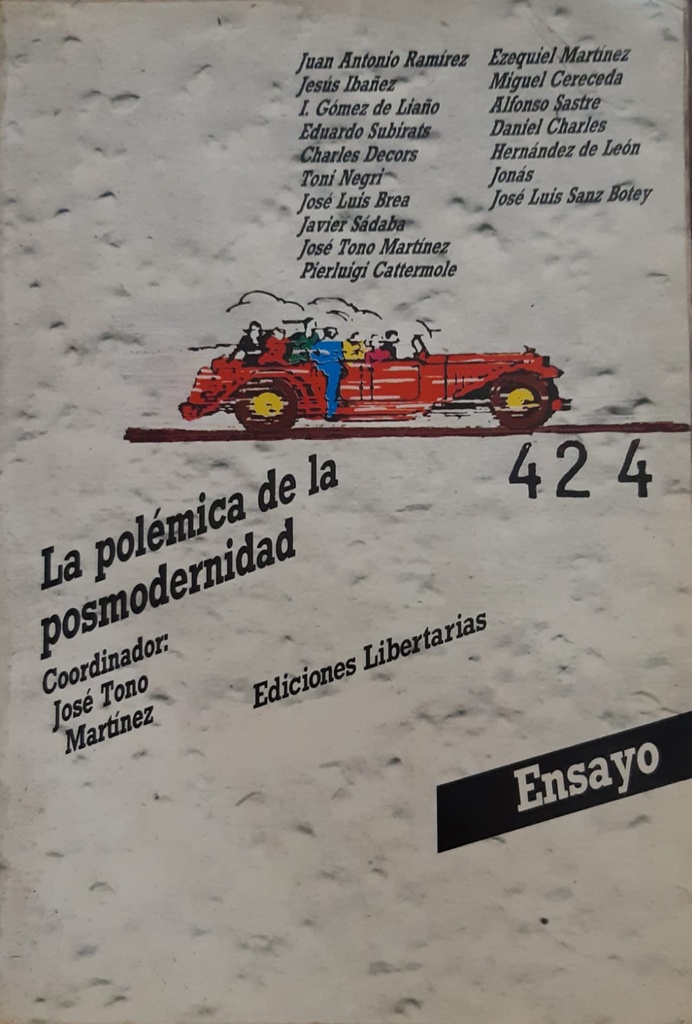 Juan Antonio Ramírez
Jesús Ibañez
I. Gómez de Liaño
Eduardo Subirats
Charles Decors
Toni Negri
José Luis Brea
Javier Sádaba
José Tono Martínez
Pierluigi Cattermole
Ezequiel Martínez
Miguel Cereceda
Alfonso Sastre
Daniel Charles
Hernández de León
Jonás
José Luis Sanz Botey
424
La polémica de la
posmodernidad
Coordinador:
José Tono
Martínez
Ediciones Libertarias
Ensayo